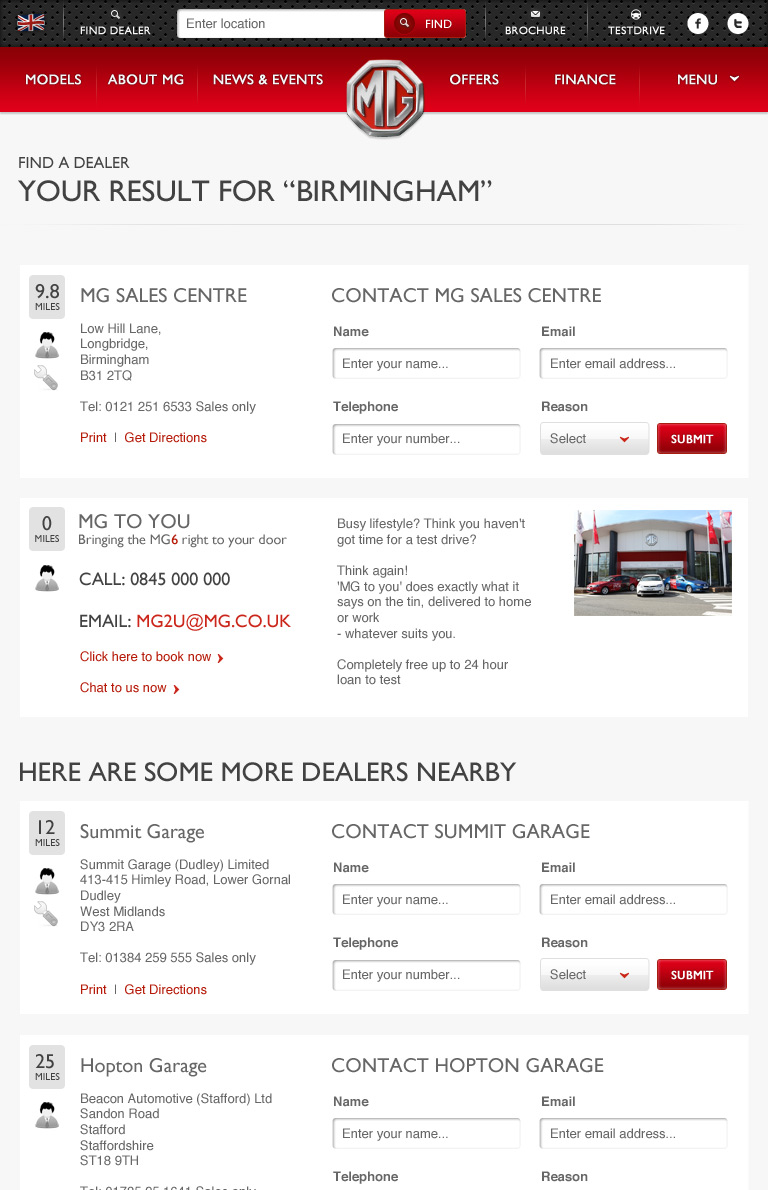 FIND DEALER
Enter location
FIND
BROCHURE
TESTDRIVE
MODELS
ABOUT MG
NEWS & EVENTS
MG
OFFERS
FINANCE
MENU
FIND A DEALER
YOUR RESULT FOR “BIRMINGHAM”
9.8
MILES
MG SALES CENTRE
Low Hill Lane,
Longbridge,
Birmingham
B31 2TQ
Tel: 0121 251 6533 Sales only
Print | Get Directions
CONTACT MG SALES CENTRE
Name
Email
Enter your name...
Enter email address...
Telephone
Reason
Enter your number...
Select
SUBMIT
0
MILES
MG TO YOU
Bringing the MG6 right to your door
CALL: 0845 000 000
EMAIL: MG2U@MG.CO.UK
Click here to book now
Chat to us now
Busy lifestyle? Think you haven't
got time for a test drive?
Think again!
'MG to you' does exactly what it
says on the tin, delivered to home
or work
- whatever suits you.
Completely free up to 24 hour
loan to test
HERE ARE SOME MORE DEALERS NEARBY
12
MILES
Summit Garage
Summit Garage (Dudley) Limited
413-415 Himley Road, Lower Gornal
Dudley
West Midlands
DY3 2RA
Tel: 01384 259 555 Sales only
Print | Get Directions
CONTACT SUMMIT GARAGE
Name
Email
Enter your name...
Enter email address...
Telephone
Reason
Enter your number...
Select
SUBMIT
25
MILES
Hopton Garage
Beacon Automotive (Stafford) Ltd
Sandon Road
Stafford
Staffordshire
ST18 9TH
CONTACT HOPTON GARAGE
Name
Email
Enter your name...
Enter email address...
Telephone
Reason